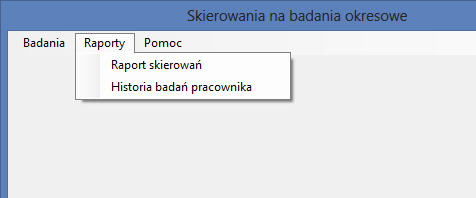 Skierowania na badania okresowe
Badania Raporty Pomoc
Raport skierowań
Historia badań pracownika